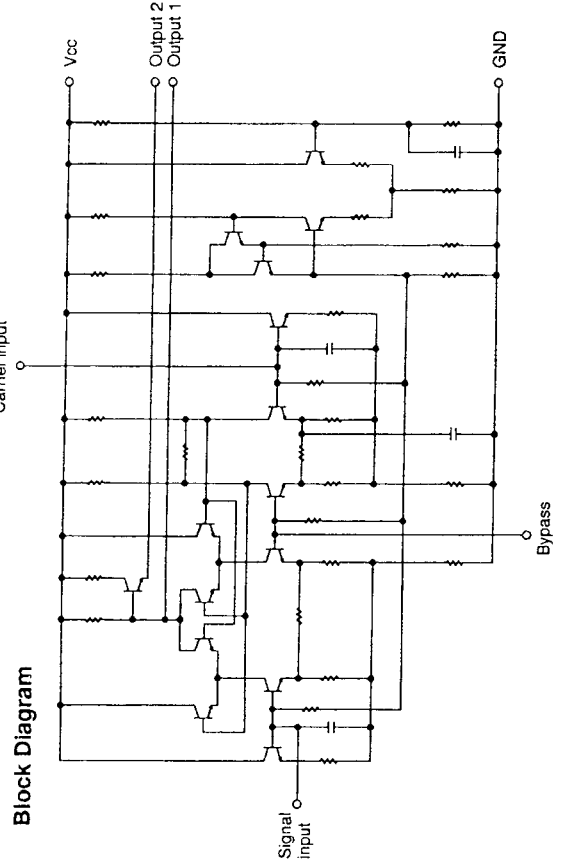 Block Diagram
Carrier input
Vcc
Output 2
Output 1
Signal
input
Bypass
GND